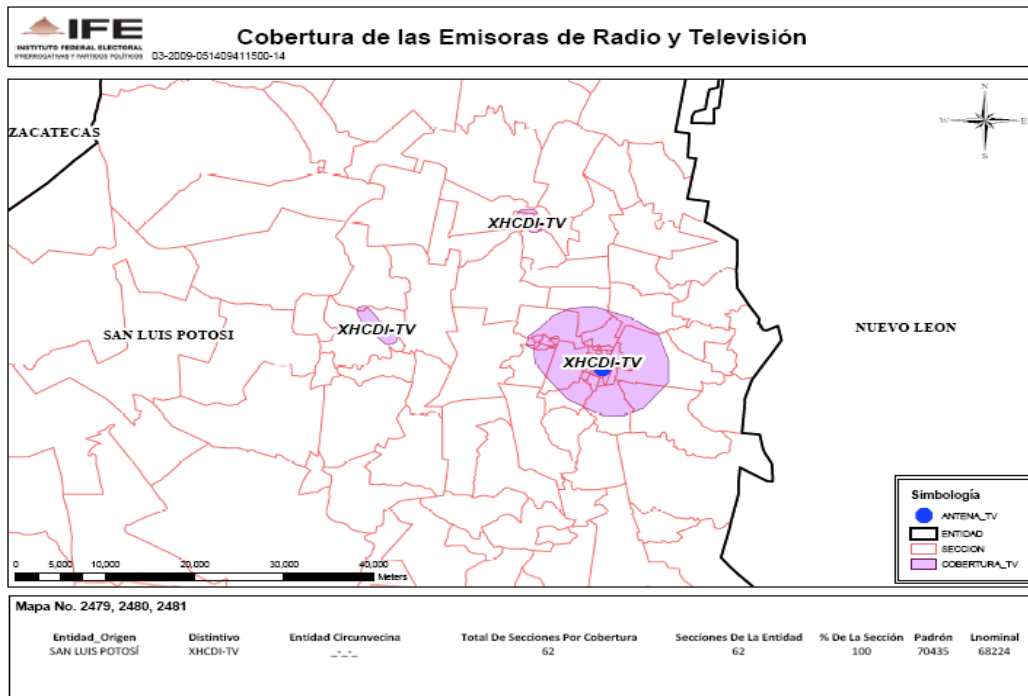 IFE
INSTITUTO FEDERAL ELECTORAL
PRERROGATIVAS Y PARTIDOS POLÍTICOS
03-2009-051409411500-14
Cobertura de las Emisoras de Radio y Televisión
N
W E
S
ZACATECAS
XHCDI-TV
SAN LUIS POTOSI
XHCDI-TV
XHCDI-TV
NUEVO LEON
Simbología
ANTENA_TV
ENTIDAD
SECCION
COBERTURA_TV
0 5,000 10,000 20,000 30,000 40,000
Meters
Mapa No. 2479, 2480, 2481
Entidad_Origen Distintivo Entidad Circunvecina Total De Secciones Por Cobertura Secciones De La Entidad % De La Sección Padrón Lnominal
SAN LUIS POTOSÍ XHCDI-TV _-_-_ 62 62 100 70435 68224